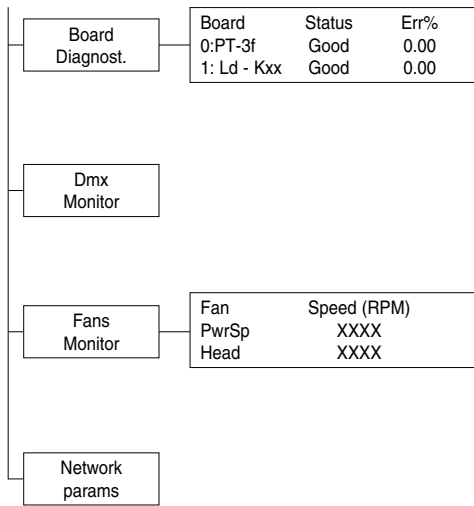 Board
Diagnost.
Board Status Err%
0:PT-3f Good 0.00
1: Ld - Kxx Good 0.00
Dmx
Monitor
Fans
Monitor
Fan Speed (RPM)
PwrSp XXXX
Head XXXX
Network
params